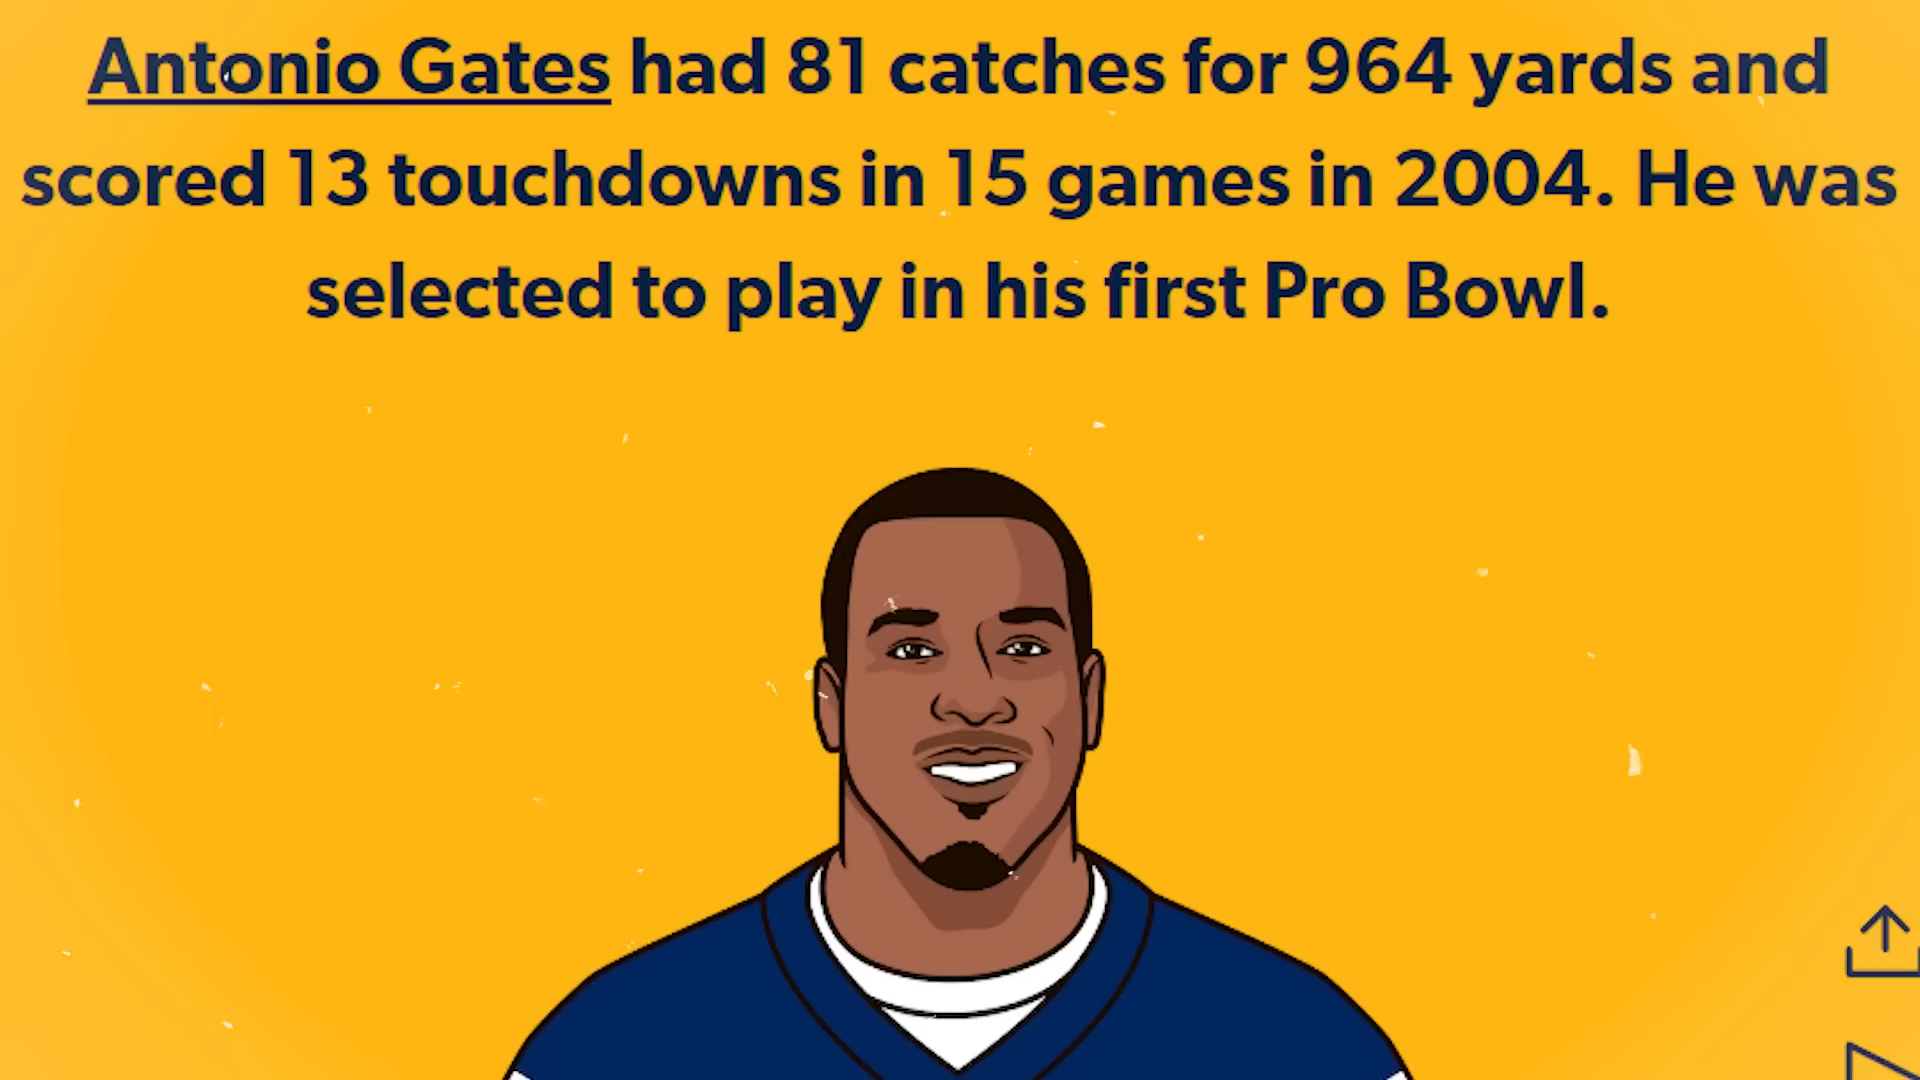 Antonio Gates had 81 catches for 964 yards and
scored 13 touchdowns in 15 games in 2004. He was
selected to play in his first Pro Bowl.